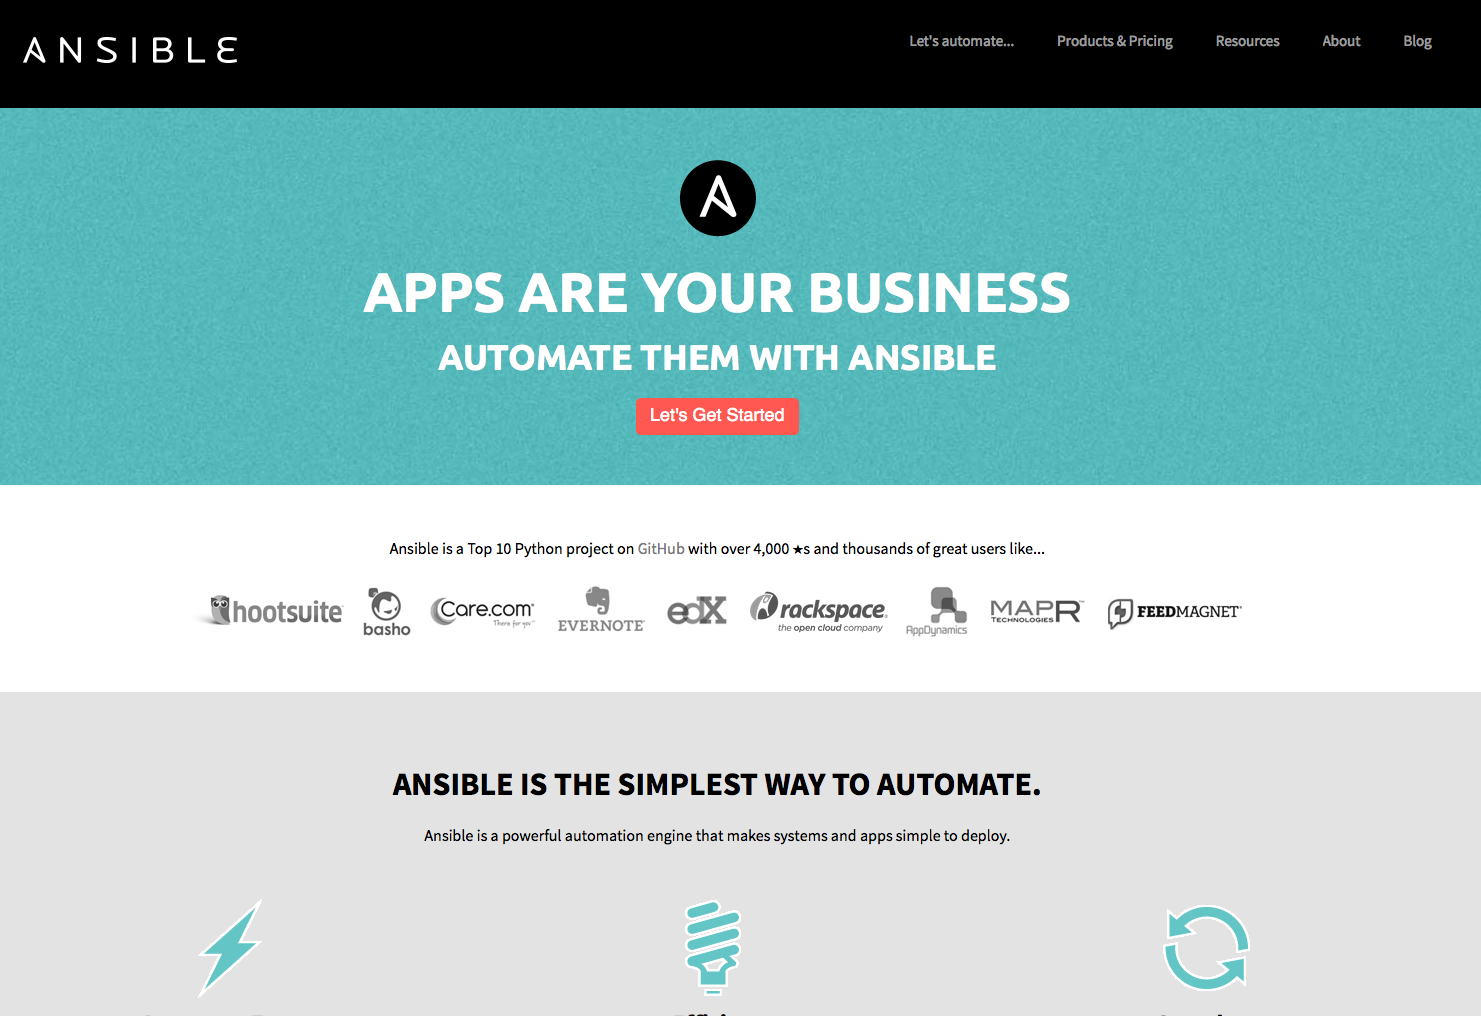 ANSIBLE
Let's automate... Products & Pricing Resources About Blog
A
APPS ARE YOUR BUSINESS
AUTOMATE THEM WITH ANSIBLE
Let's Get Started
Ansible is a Top 10 Python project on GitHub with over 4,000 ★s and thousands of great users like...
hootsuite
basho
Care.com®
There for you™
EVERNOTE
edX
rackspace®
the open cloud company
AppDynamics
MAPR™
TECHNOLOGIES
FEEDMAGNET
ANSIBLE IS THE SIMPLEST WAY TO AUTOMATE.
Ansible is a powerful automation engine that makes systems and apps simple to deploy.